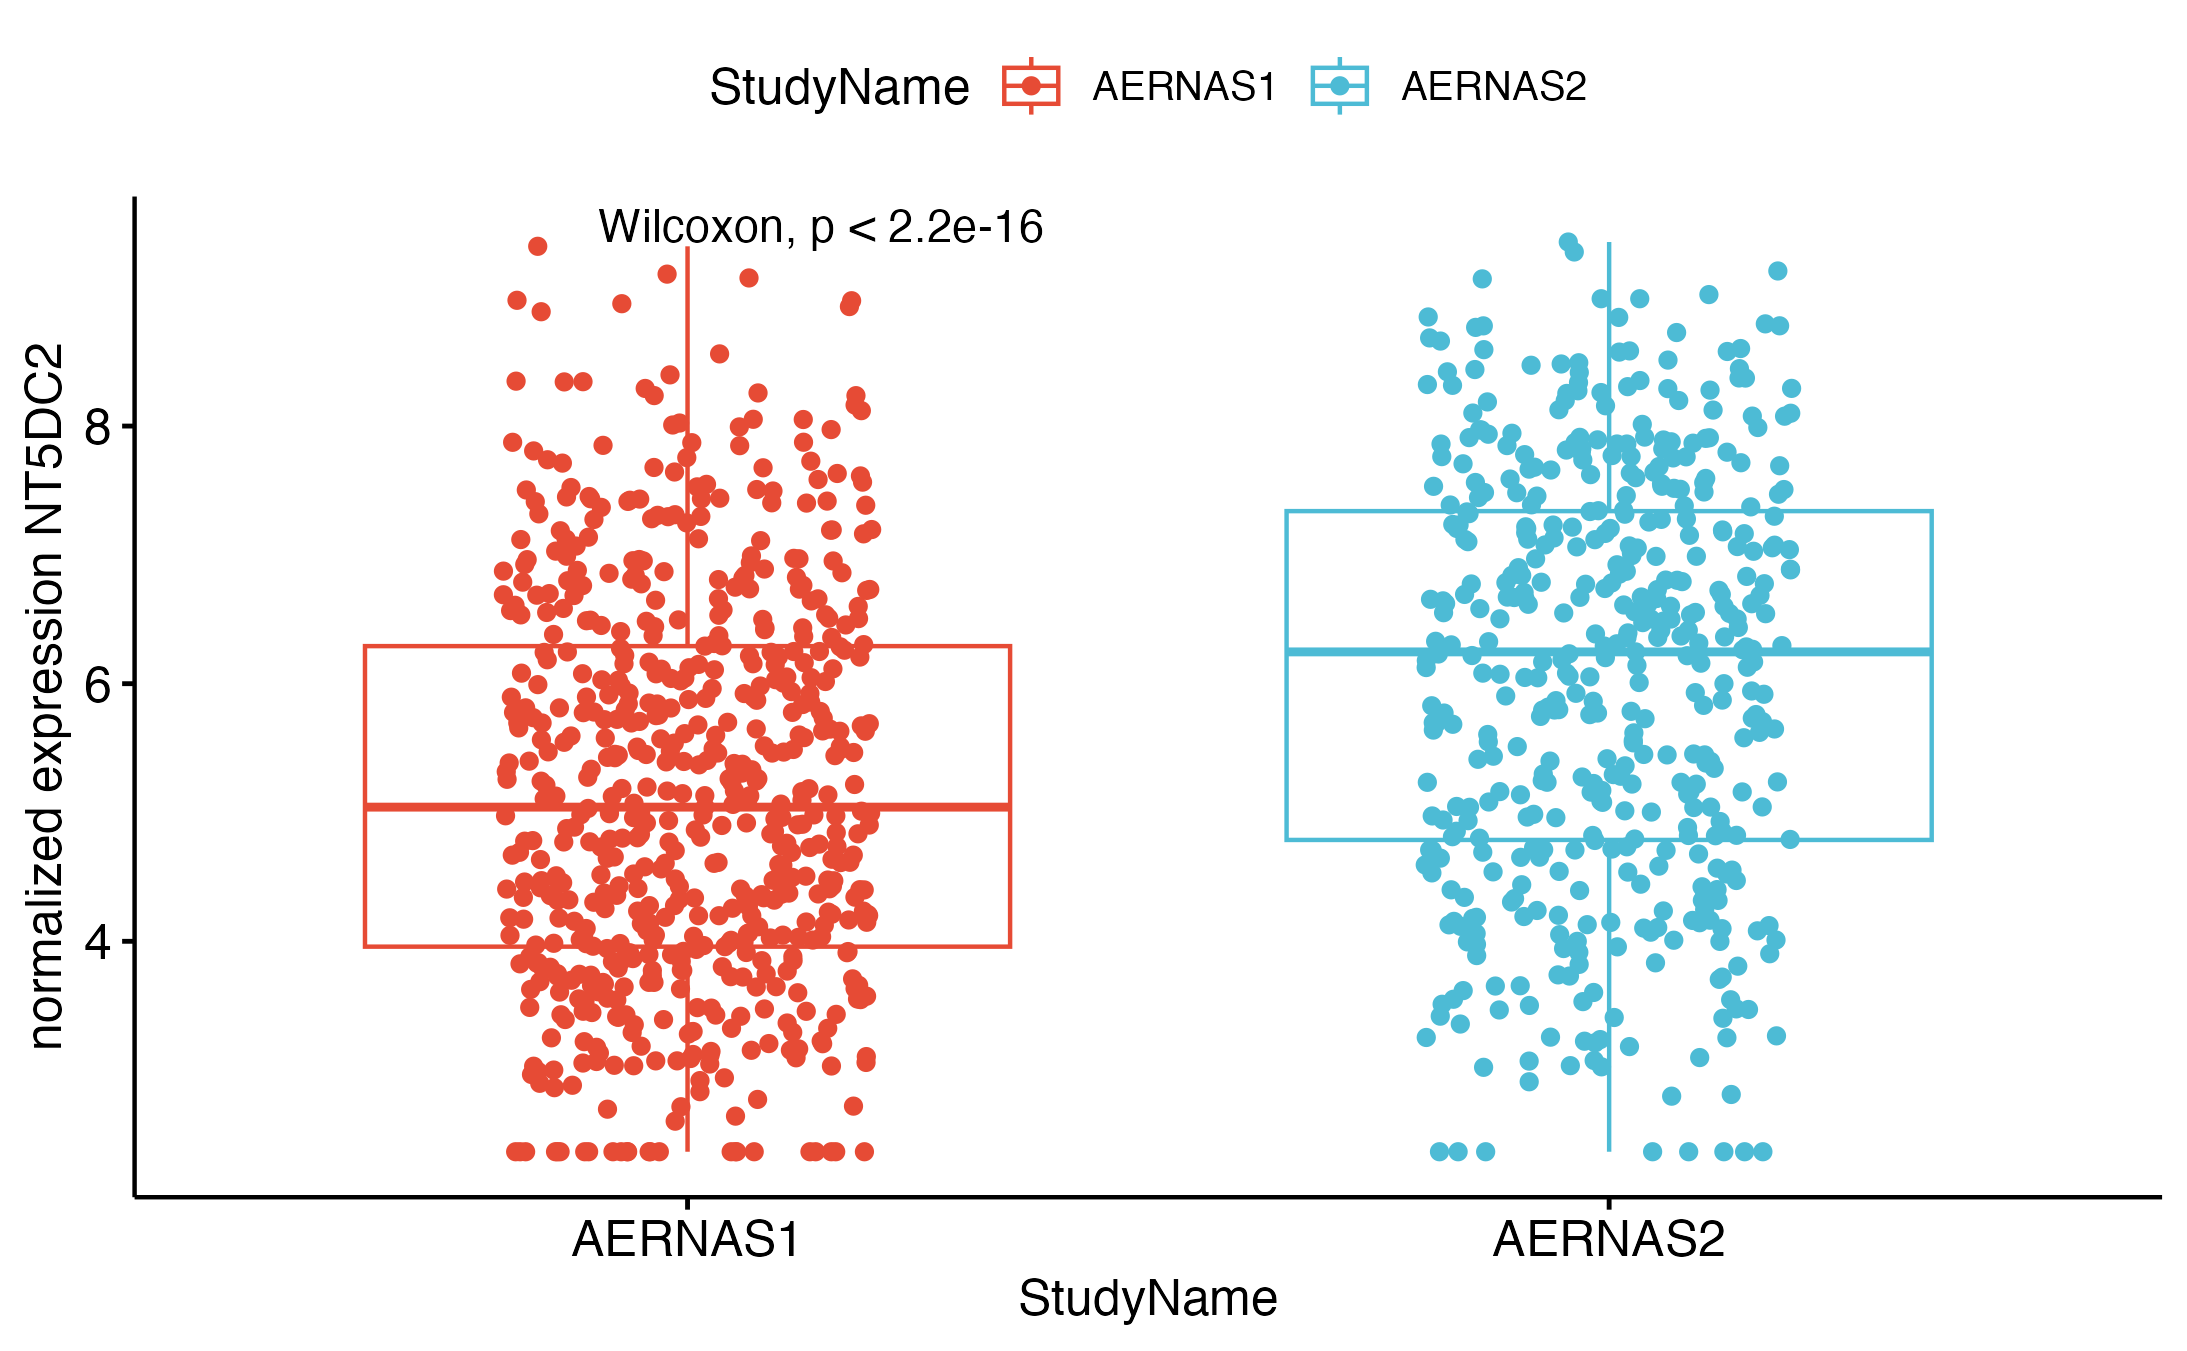 StudyName AERNAS1 AERNAS2
Wilcoxon, p < 2.2e-16
normalized expression NT5DC2
8
6
4
AERNAS1 AERNAS2
StudyName